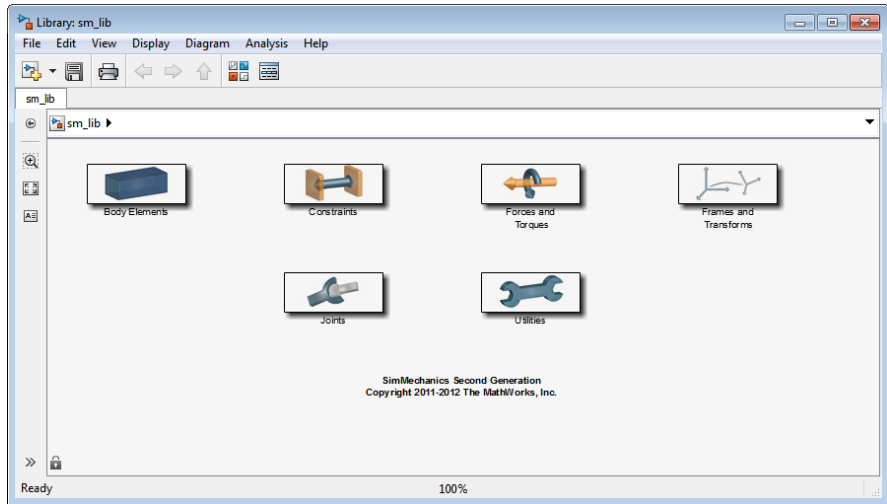 Library: sm_lib
File Edit View Display Diagram Analysis Help
sm_lib
sm_lib
Body Elements
Constraints
Forces and
Torques
Frames and
Transforms
Joints
Utilities
SimMechanics Second Generation
Copyright 2011-2012 The MathWorks, Inc.
Ready 100%